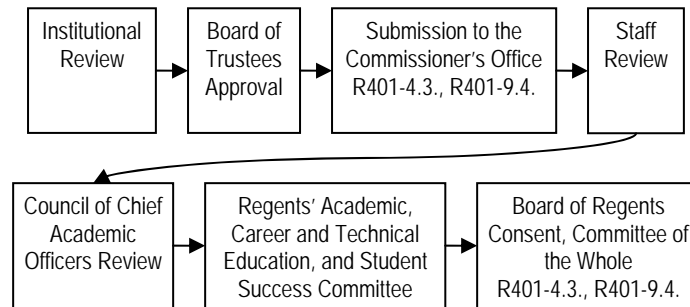 Institutional
Review
Board of
Trustees
Approval
Submission to the
Commissioner’s Office
R401-4.3., R401-9.4.
Staff
Review
Council of Chief
Academic
Officers Review
Regents’ Academic,
Career and Technical
Education, and Student
Success Committee
Board of Regents
Consent, Committee of
the Whole
R401-4.3., R401-9.4.